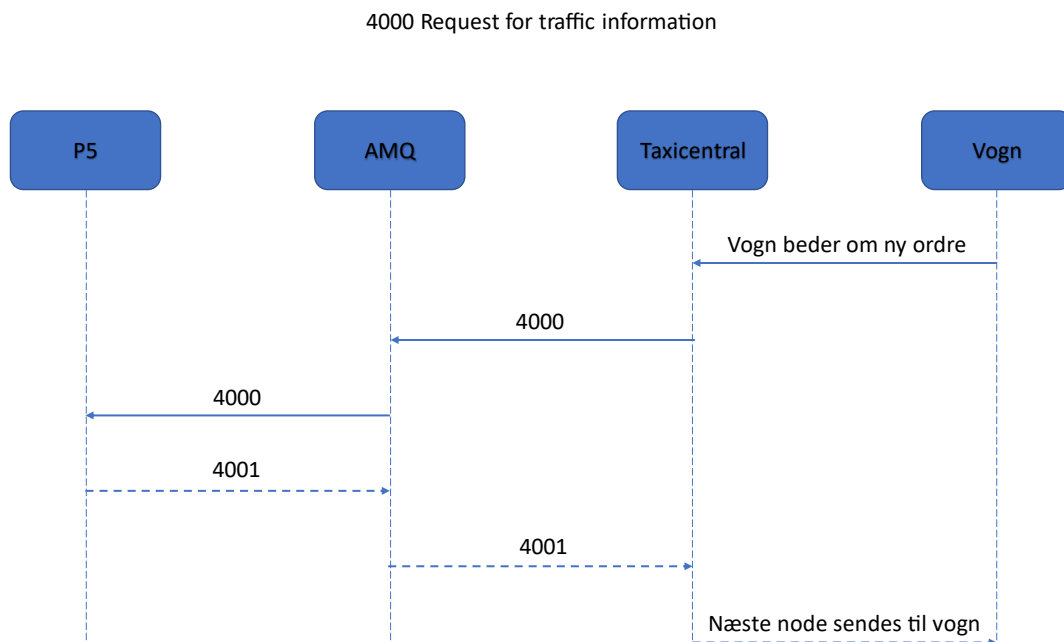 4000 Request for traffic information
P5
AMQ
Taxicentral
Vogn
Vogn beder om ny ordre
4000
4000
4001
4001
Næste node sendes til vogn